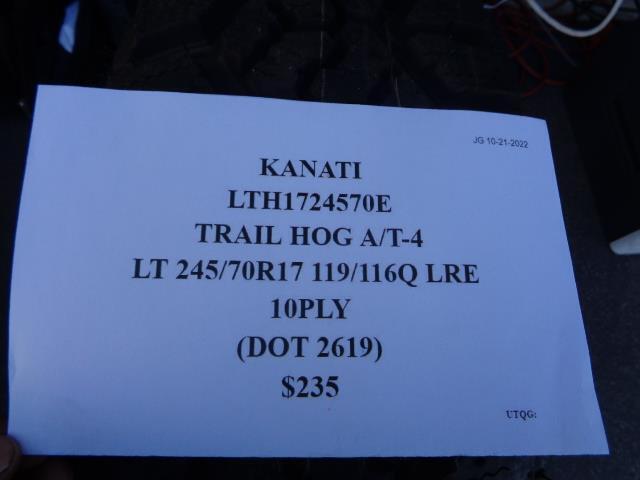 JG 10-21-2022
KANATI
LTH1724570E
TRAIL HOG A/T-4
LT 245/70R17 119/116Q LRE
10PLY
(DOT 2619)
$235
UTQG: